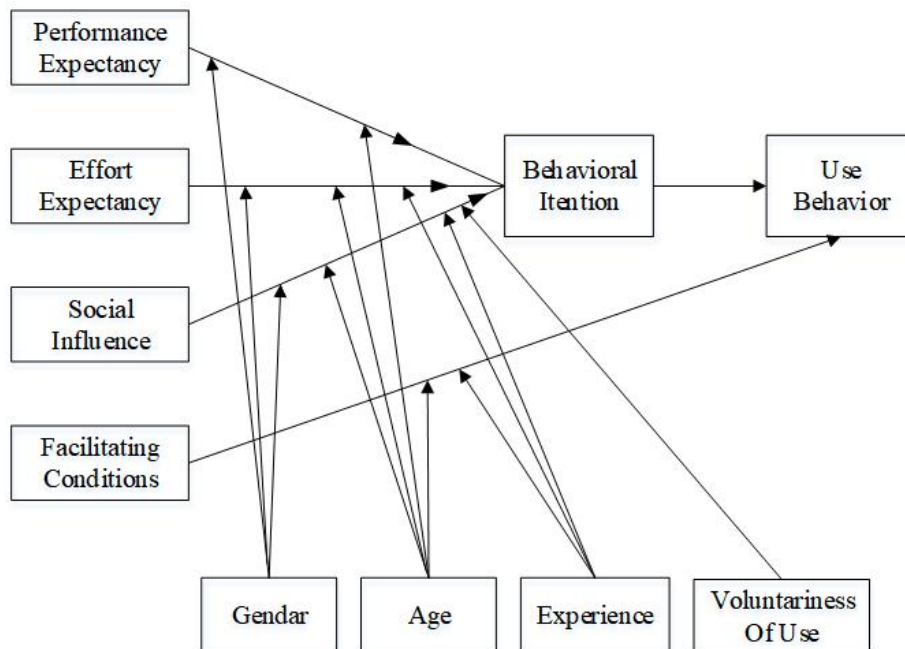 Performance
Expectancy
Effort
Expectancy
Behavioral
Itention
Use
Behavior
Social
Influence
Facilitating
Conditions
Gendar
Age
Experience
Voluntariness
Of Use